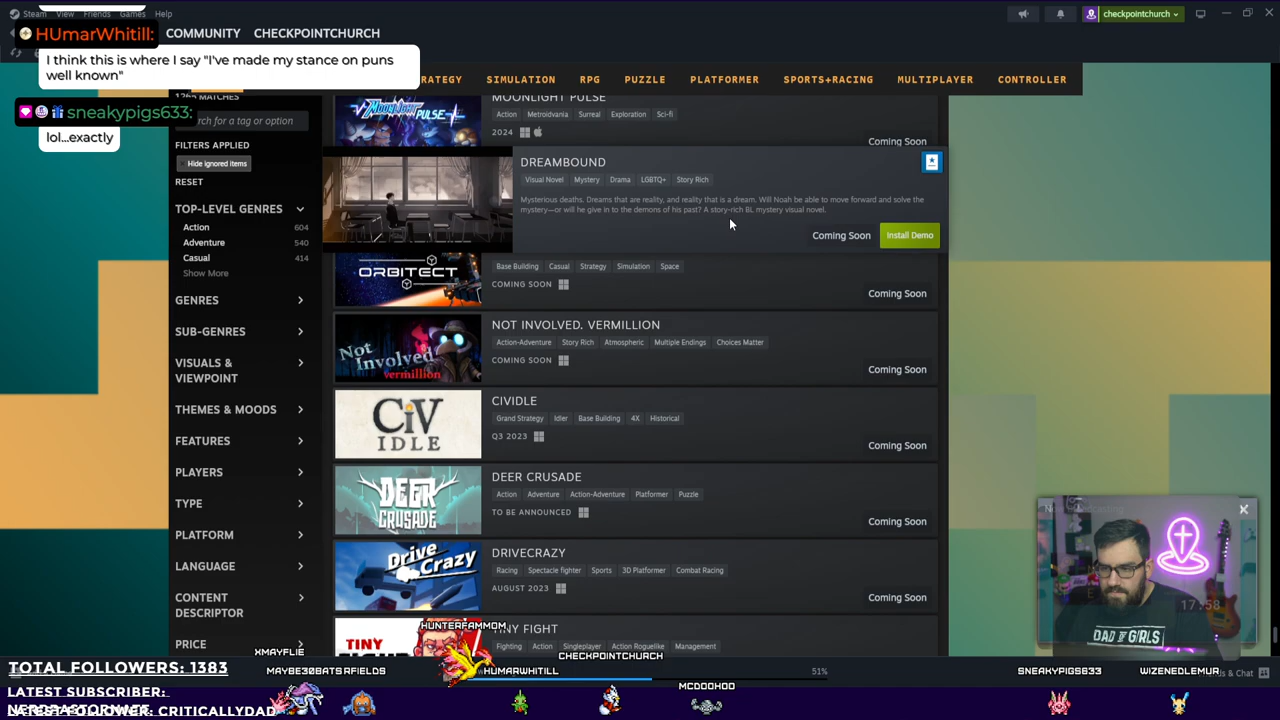 Steam View Friends Games Help
checkpointchurch
HUmarWhitill:
COMMUNITY CHECKPOINTCHURCH
I think this is where I say "I've made my stance on puns
well known"
SIMULATION RPG PUZZLE PLATFORMER SPORTS+RACING MULTIPLAYER CONTROLLER
sneakypigs633:
lol...exactly
search for a tag or option
FILTERS APPLIED
Hide ignored items
RESET
TOP-LEVEL GENRES
Action 604
Adventure 540
Casual 414
Show More
GENRES
SUB-GENRES
VISUALS &
VIEWPOINT
THEMES & MOODS
FEATURES
PLAYERS
TYPE
PLATFORM
LANGUAGE
CONTENT
DESCRIPTOR
PRICE
MOONLIGHT PULSE
Action Metroidvania Surreal Exploration Sci-fi
2024
Coming Soon
DREAMBOUND
Visual Novel Mystery Drama LGBTQ+ Story Rich
Mysterious deaths. Dreams that are reality, and reality that is a dream. Will Noah be able to move forward and solve the
mystery—or will he give in to the demons of his past? A story-rich BL mystery visual novel.
Coming Soon Install Demo
ORBITECT
Base Building Casual Strategy Simulation Space
COMING SOON
Coming Soon
Not Involved vermillion
NOT INVOLVED. VERMILLION
Action-Adventure Story Rich Atmospheric Multiple Endings Choices Matter
COMING SOON
Coming Soon
CIV IDLE
CIVIDLE
Grand Strategy Idler Base Building 4X Historical
Q3 2023
Coming Soon
DEER CRUSADE
DEER CRUSADE
Action Adventure Action-Adventure Platformer Puzzle
TO BE ANNOUNCED
Coming Soon
Drive Crazy
DRIVECRAZY
Racing Spectacle fighter Sports 3D Platformer Combat Racing
AUGUST 2023
Coming Soon
TINY
TINY FIGHT
Fighting Action Singleplayer Action Roguelike Management
DAD OF GIRLS
17:58
HUNTERFAMMOM
XMAYFLIE
CHECKPOINTCHURCH
TOTAL FOLLOWERS: 1383
HUMARWHITILL
51%
SNEAKYPIGS633 WIZENEDLEMUR
MCDOOHOO
LATEST SUBSCRIBER:
NERDPASTORMATE
LATEST FOLLOWER: CRITICALLYDAD